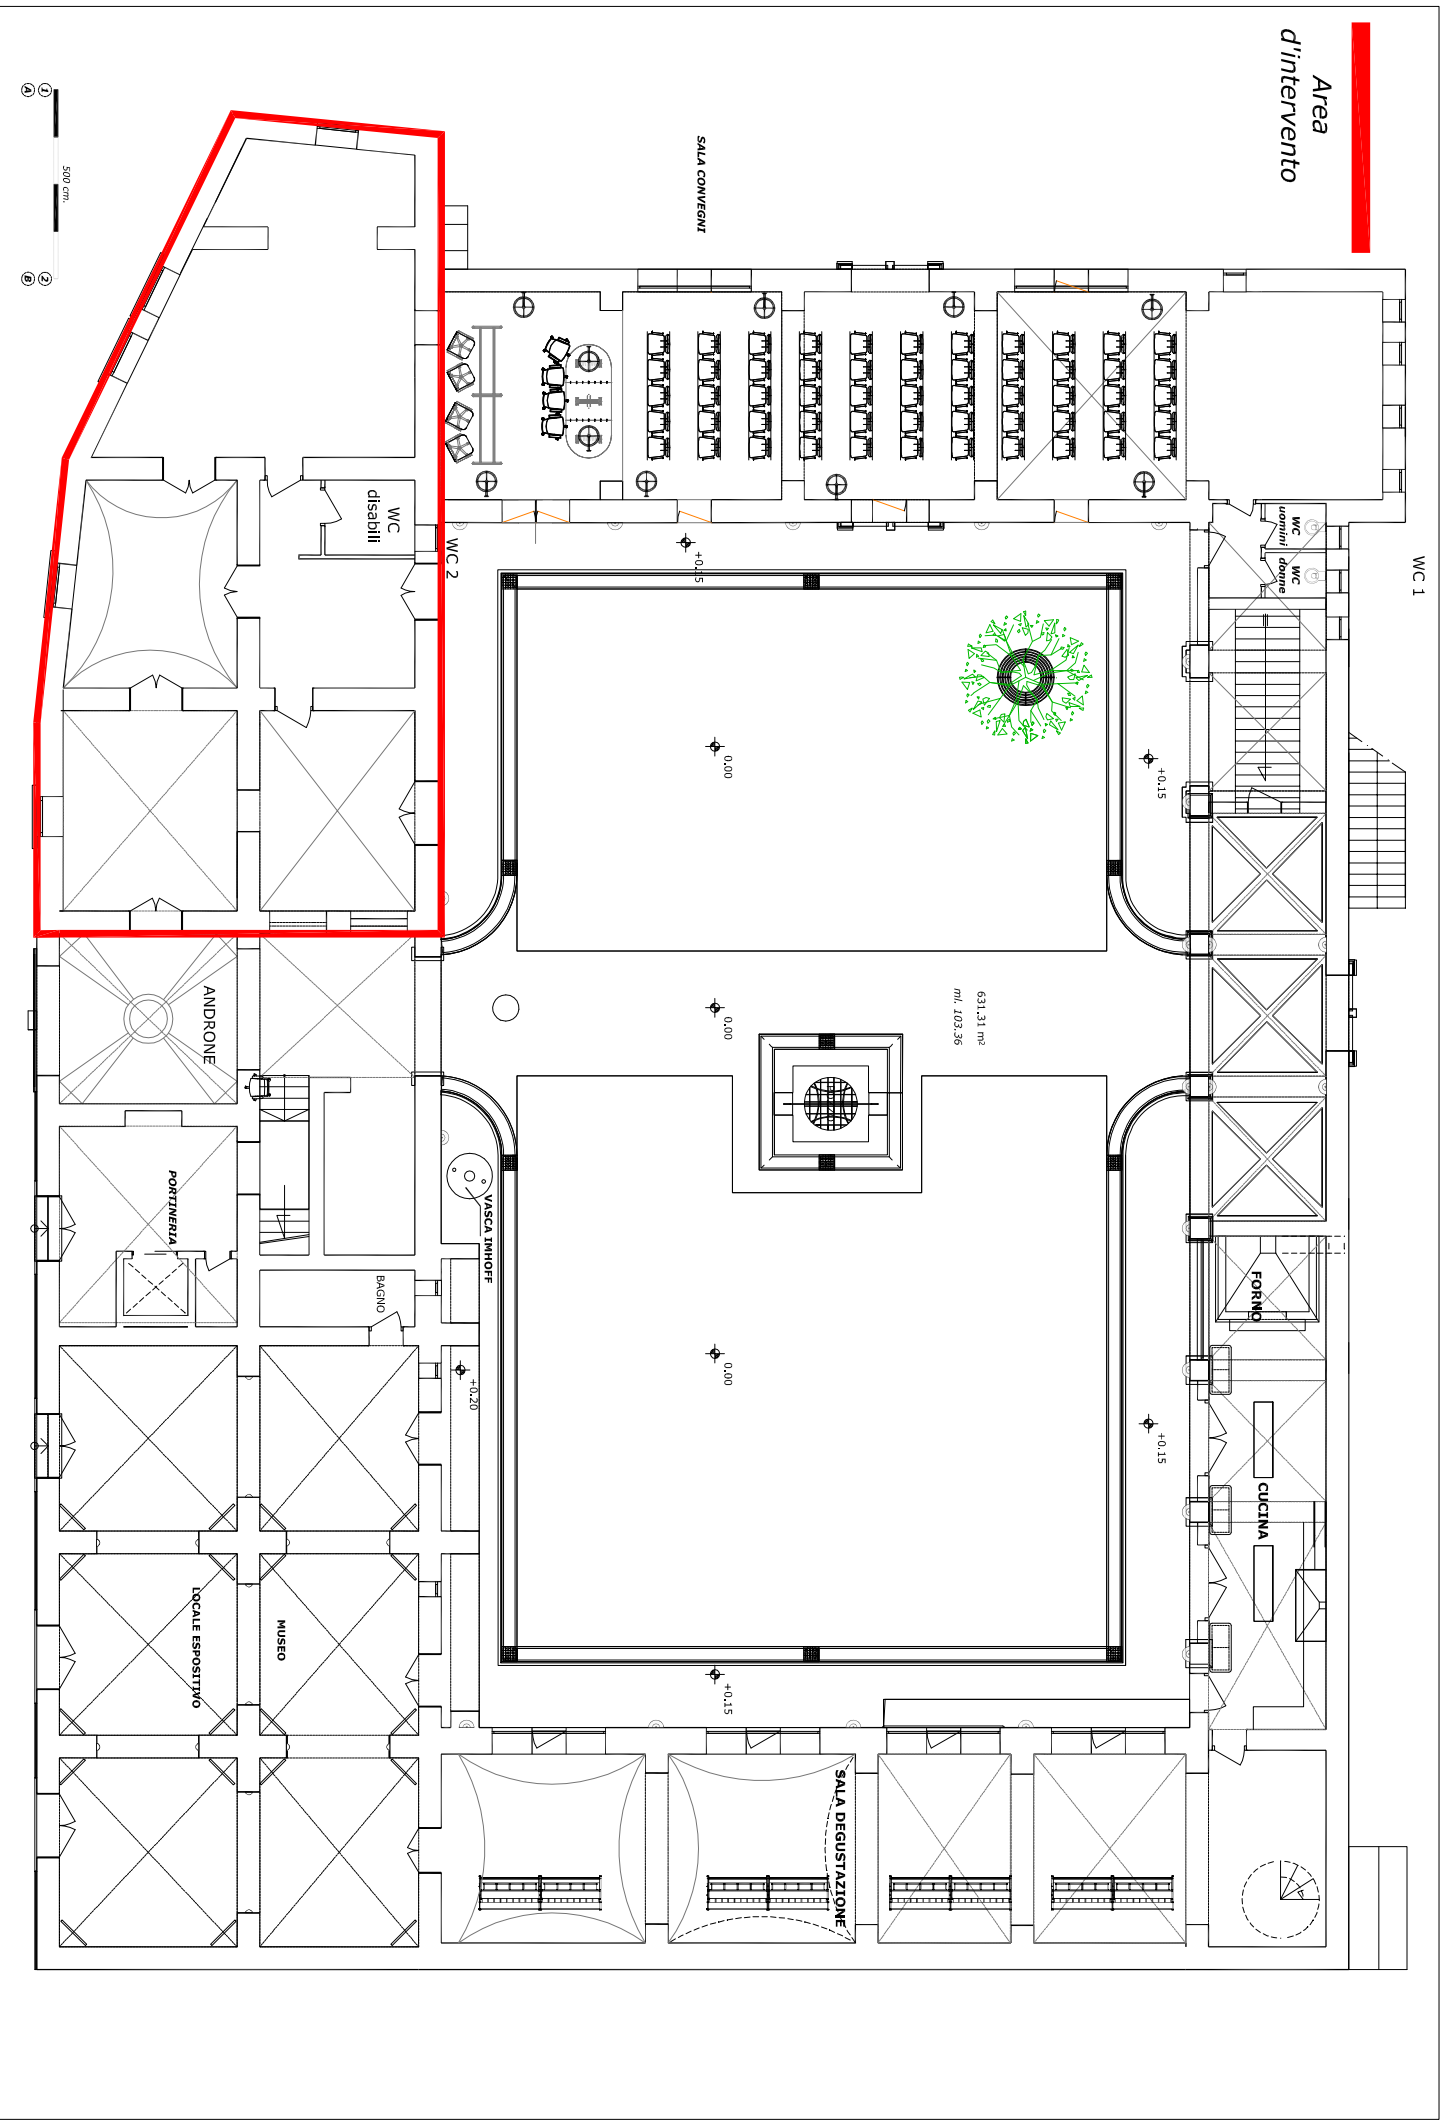 Area
d'intervento
SALA CONVEGNI
WC 1
WC
uomini
WC
donne
WC
disabili
WC 2
+0.15
0.00
+0.15
500 cm.
1
A
2
B
631.31 m²
ml. 103.36
0.00
ANDRONE
PORTINERIA
VASCA IMHOFF
BAGNO
FORNO
0.00
+0.20
+0.15
CUCINA
LOCALE ESPOSITIVO
MUSEO
+0.15
SALA DEGUSTAZIONE